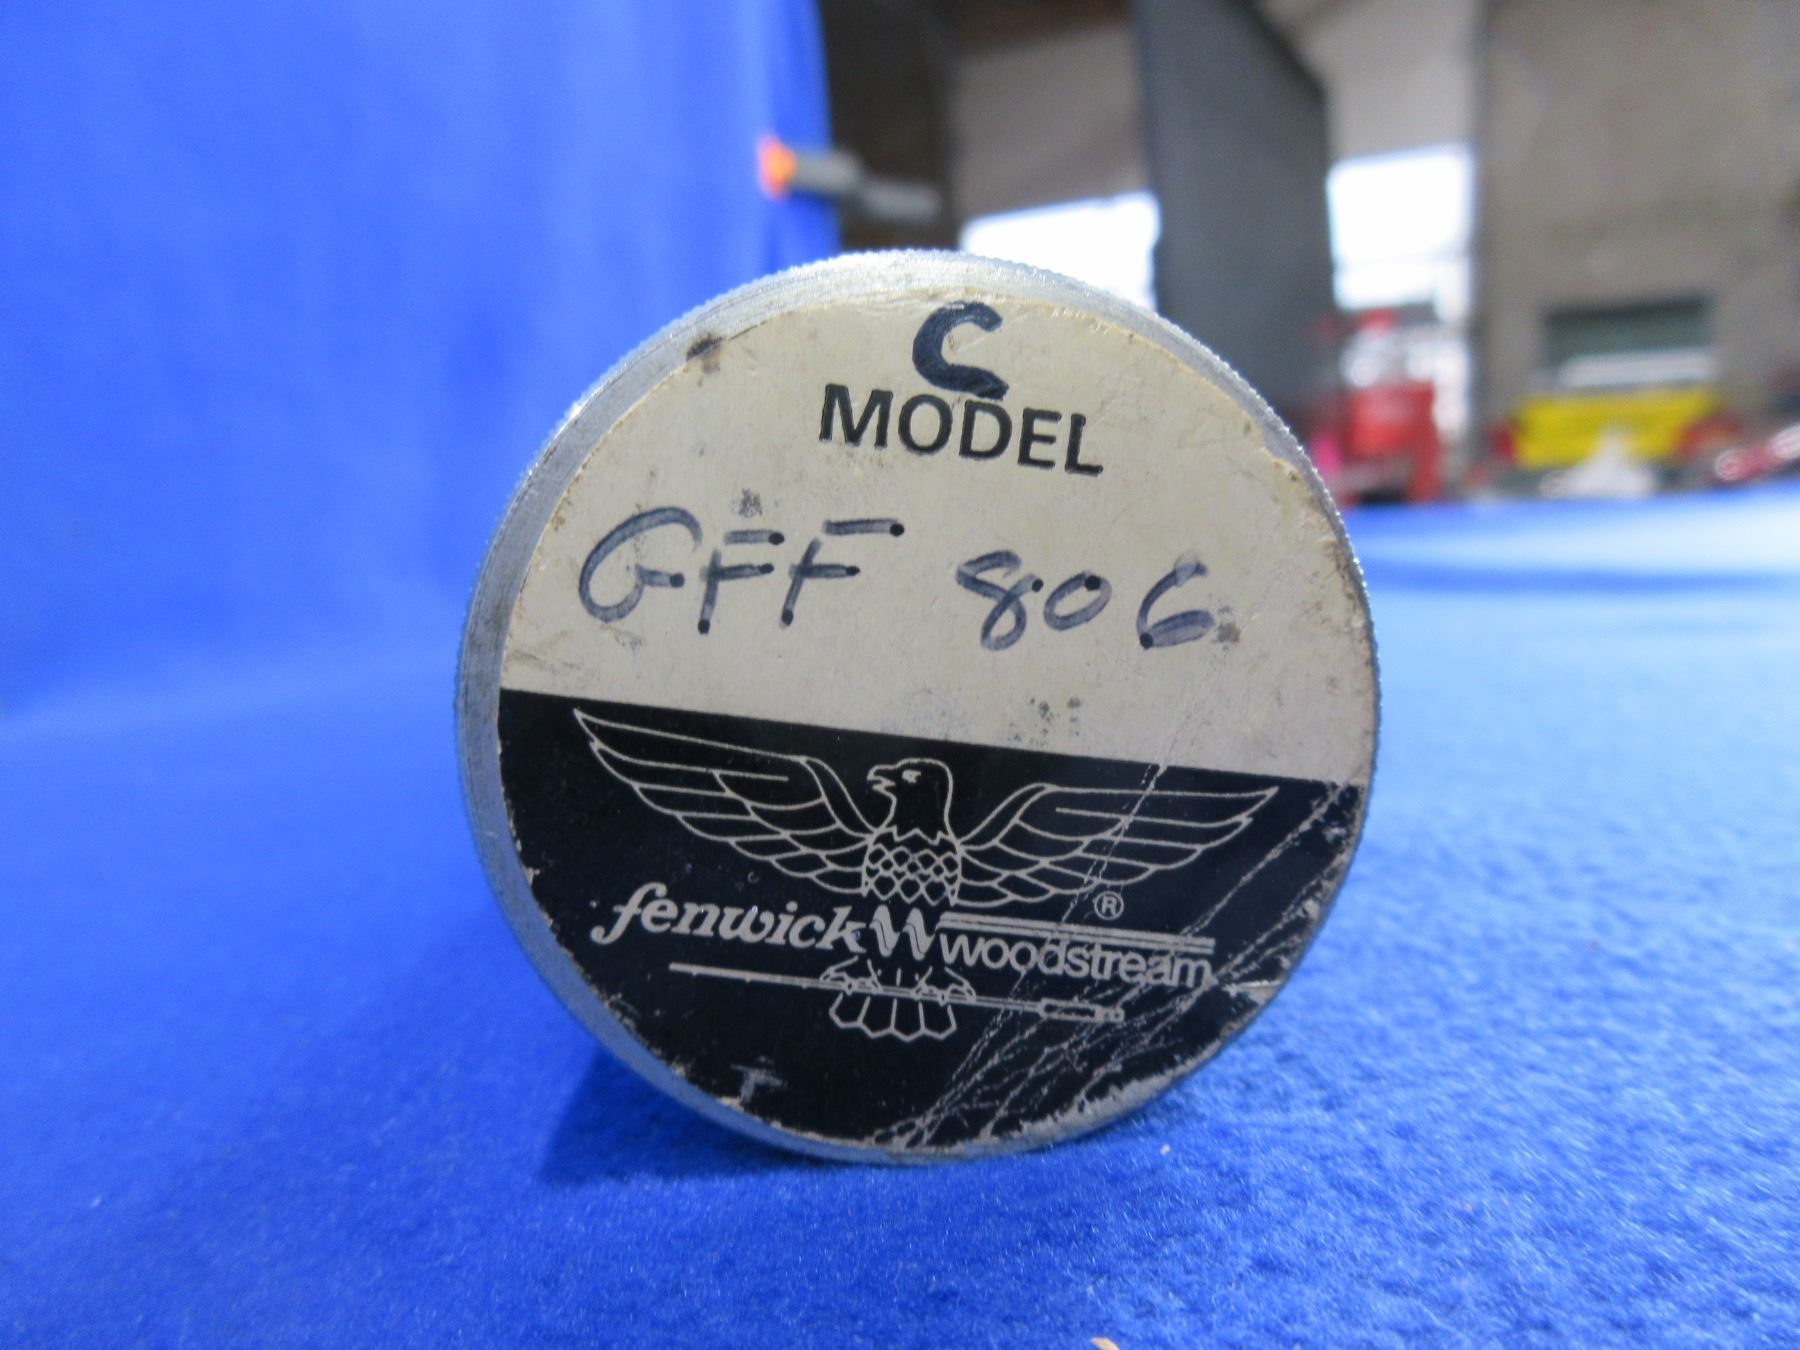 C
MODEL
GFF 806
fenwick woodstream ®